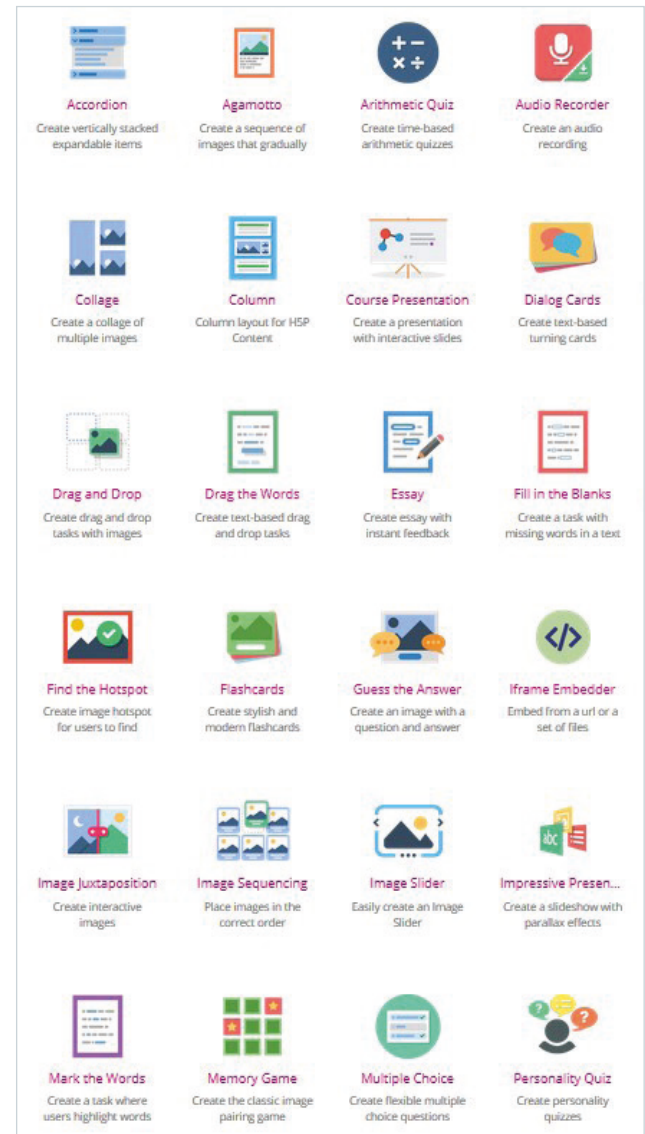 Accordion
Create vertically stacked
expandable items
Agamotto
Create a sequence of
images that gradually
Arithmetic Quiz
Create time-based
arithmetic quizzes
Audio Recorder
Create an audio
recording
Collage
Create a collage of
multiple images
Column
Column layout for H5P
Content
Course Presentation
Create a presentation
with interactive slides
Dialog Cards
Create text-based
turning cards
Drag and Drop
Create drag and drop
tasks with images
Drag the Words
Create text-based drag
and drop tasks
Essay
Create essay with
instant feedback
Fill in the Blanks
Create a task with
missing words in a text
Find the Hotspot
Create image hotspot
for users to find
Flashcards
Create stylish and
modern flashcards
Guess the Answer
Create an image with a
question and answer
</>
Iframe Embedder
Embed from a url or a
set of files
Image Juxtaposition
Create interactive
images
Image Sequencing
Place images in the
correct order
Image Slider
Easily create an Image
Slider
abc
Impressive Presen...
Create a slideshow with
parallax effects
Mark the Words
Create a task where
users highlight words
Memory Game
Create the classic image
pairing game
Multiple Choice
Create flexible multiple
choice questions
Personality Quiz
Create personality
quizzes